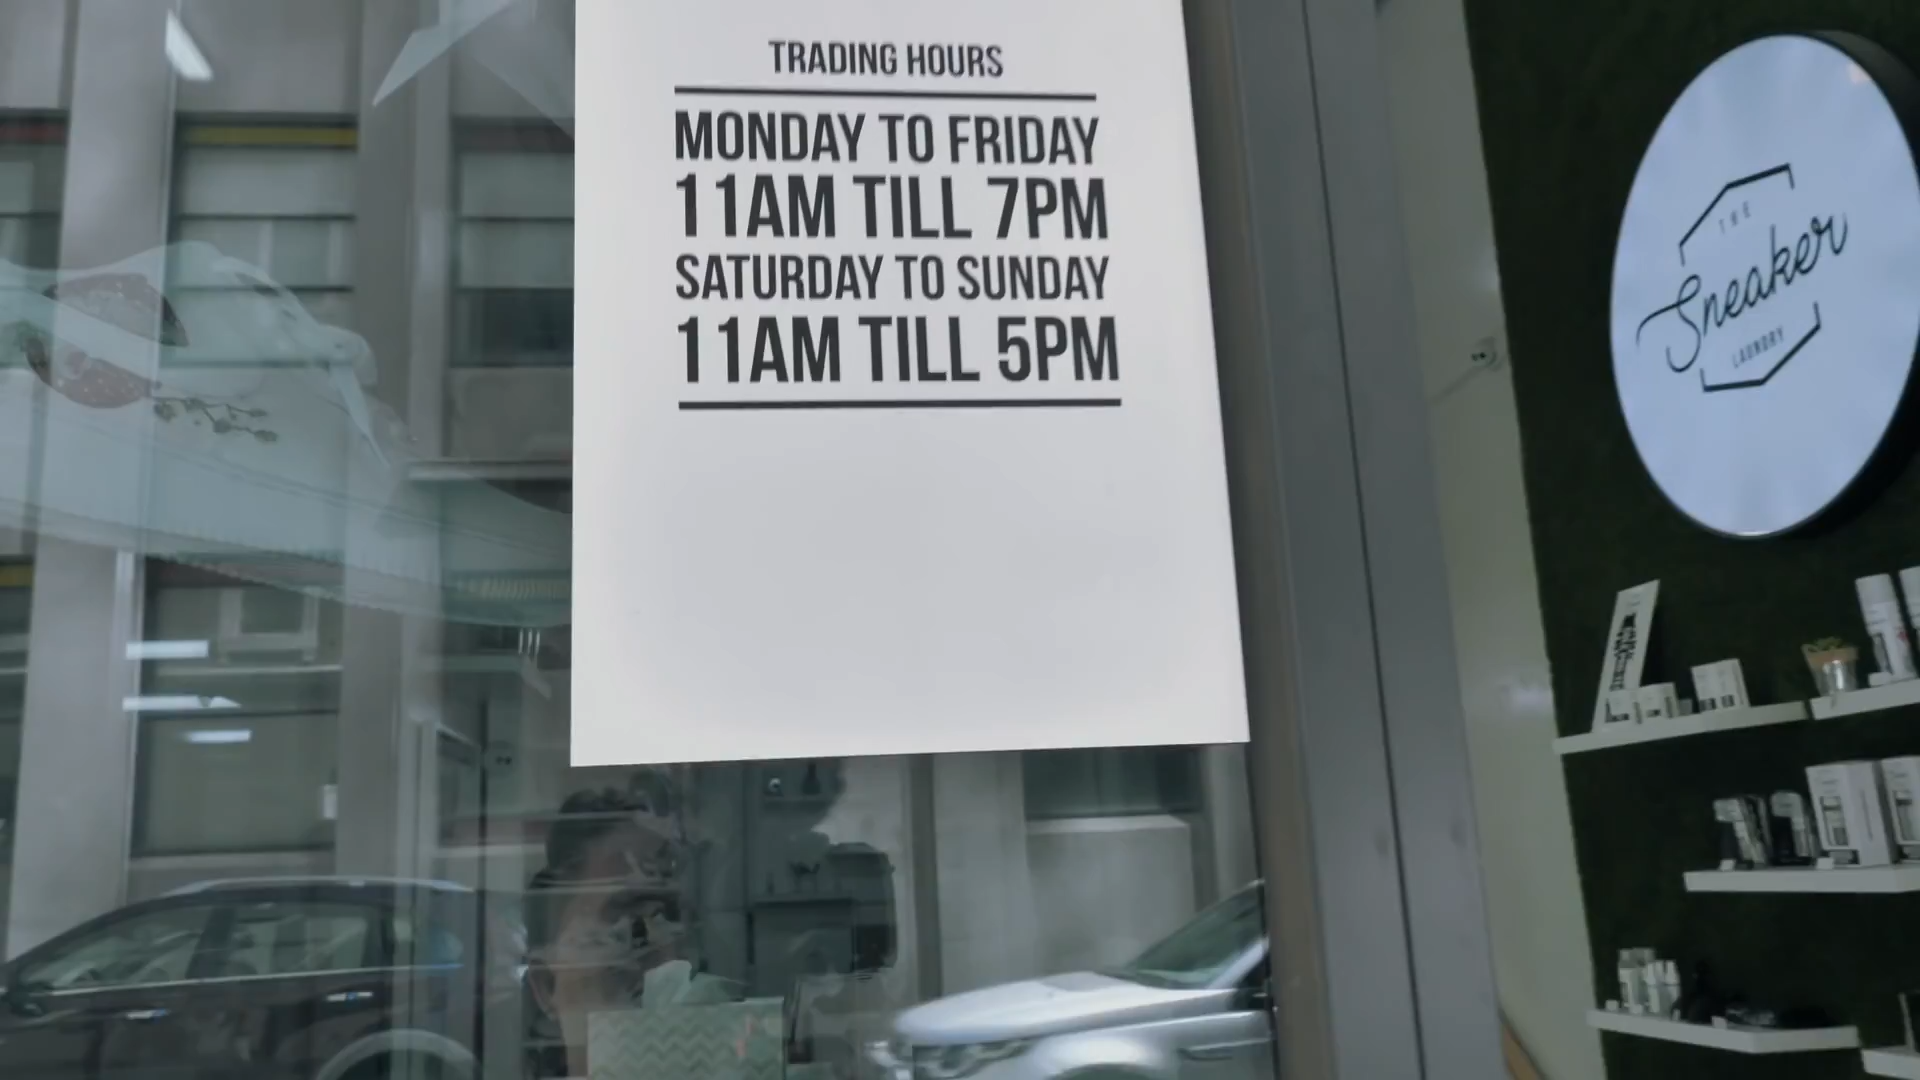 TRADING HOURS
MONDAY TO FRIDAY
11AM TILL 7PM
SATURDAY TO SUNDAY
11AM TILL 5PM
THE
Sneaker
LAUNDRY